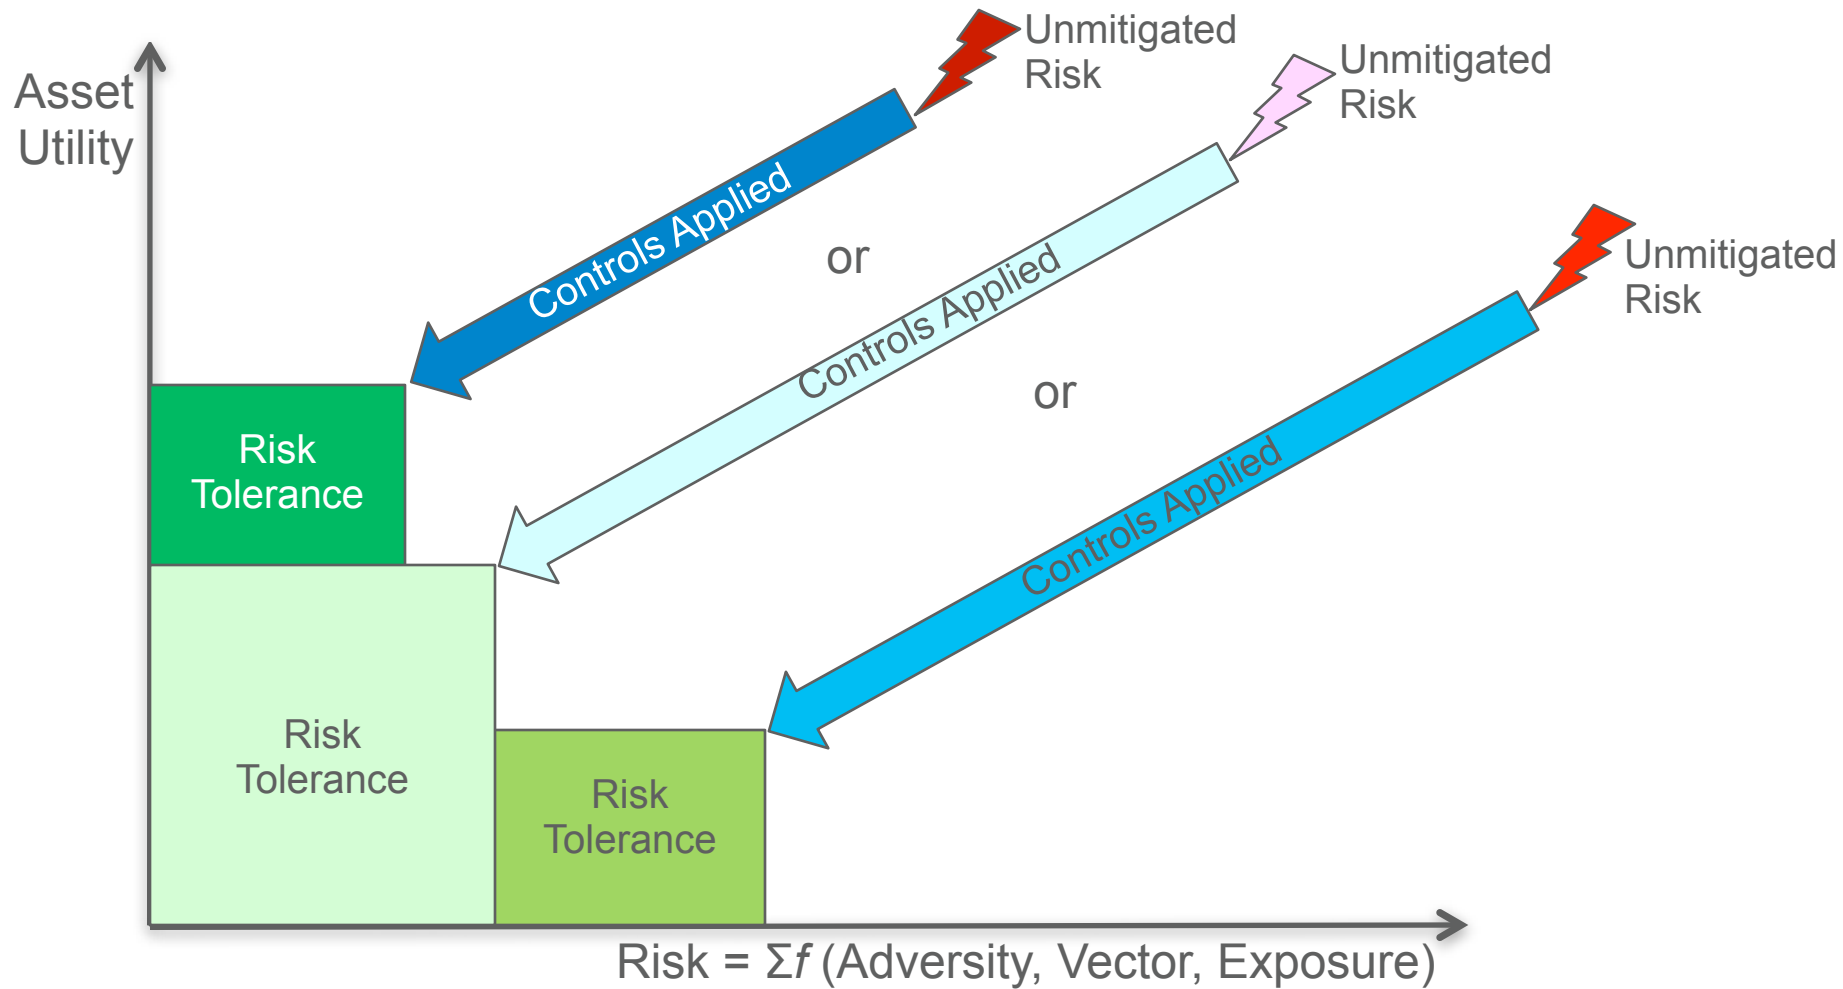 Asset
Utility
Unmitigated
Risk
Unmitigated
Risk
Unmitigated
Risk
Controls Applied
or
Controls Applied
or
Controls Applied
Risk
Tolerance
Risk
Tolerance
Risk
Tolerance
Risk = Σf (Adversity, Vector, Exposure)